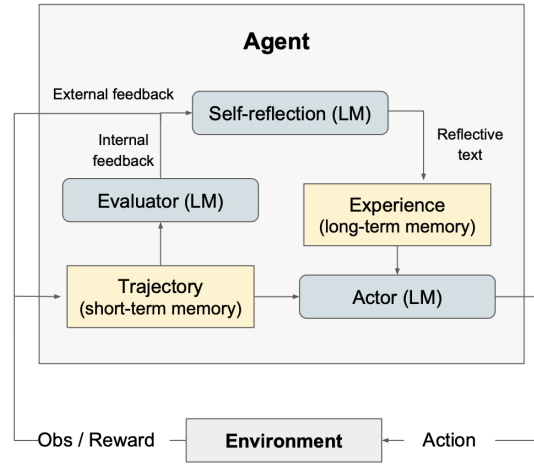 Agent
External feedback
Self-reflection (LM)
Internal
feedback
Reflective
text
Evaluator (LM)
Experience
(long-term memory)
Trajectory
(short-term memory)
Actor (LM)
Obs / Reward
Environment
Action